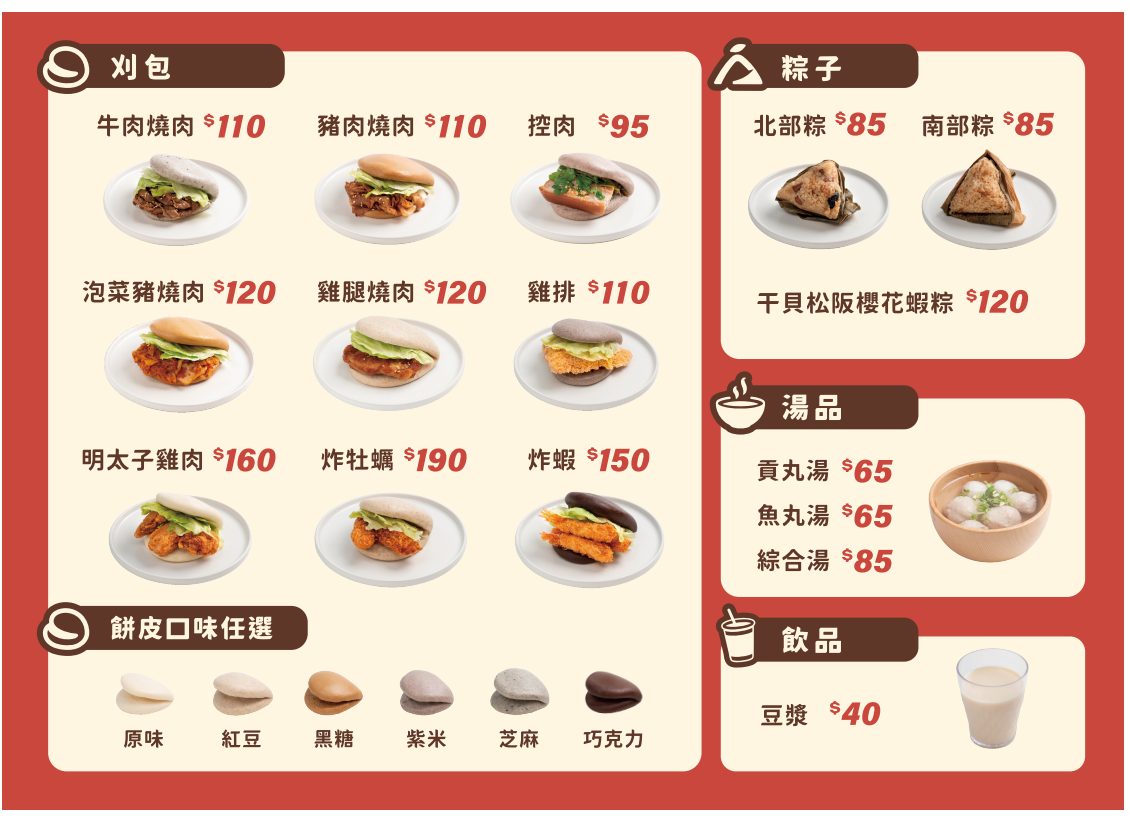 刈包
牛肉燒肉 $110
豬肉燒肉 $110
控肉 $95
泡菜豬燒肉 $120
雞腿燒肉 $120
雞排 $110
明太子雞肉 $160
炸牡蠣 $190
炸蝦 $150
餅皮口味任選
原味
紅豆
黑糖
紫米
芝麻
巧克力
粽子
北部粽 $85
南部粽 $85
干貝松阪櫻花蝦粽 $120
湯品
貢丸湯 $65
魚丸湯 $65
綜合湯 $85
飲品
豆漿 $40